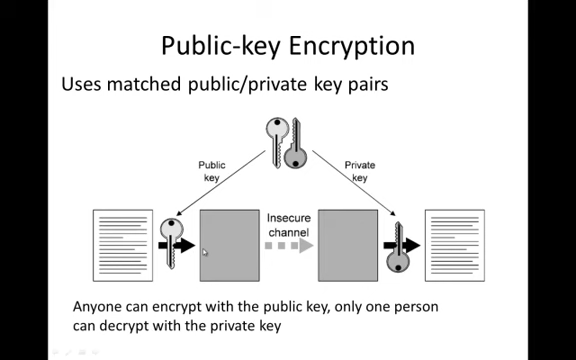 Public-key Encryption
Uses matched public/private key pairs
Public
key
Private
key
Insecure
channel
Anyone can encrypt with the public key, only one person
can decrypt with the private key